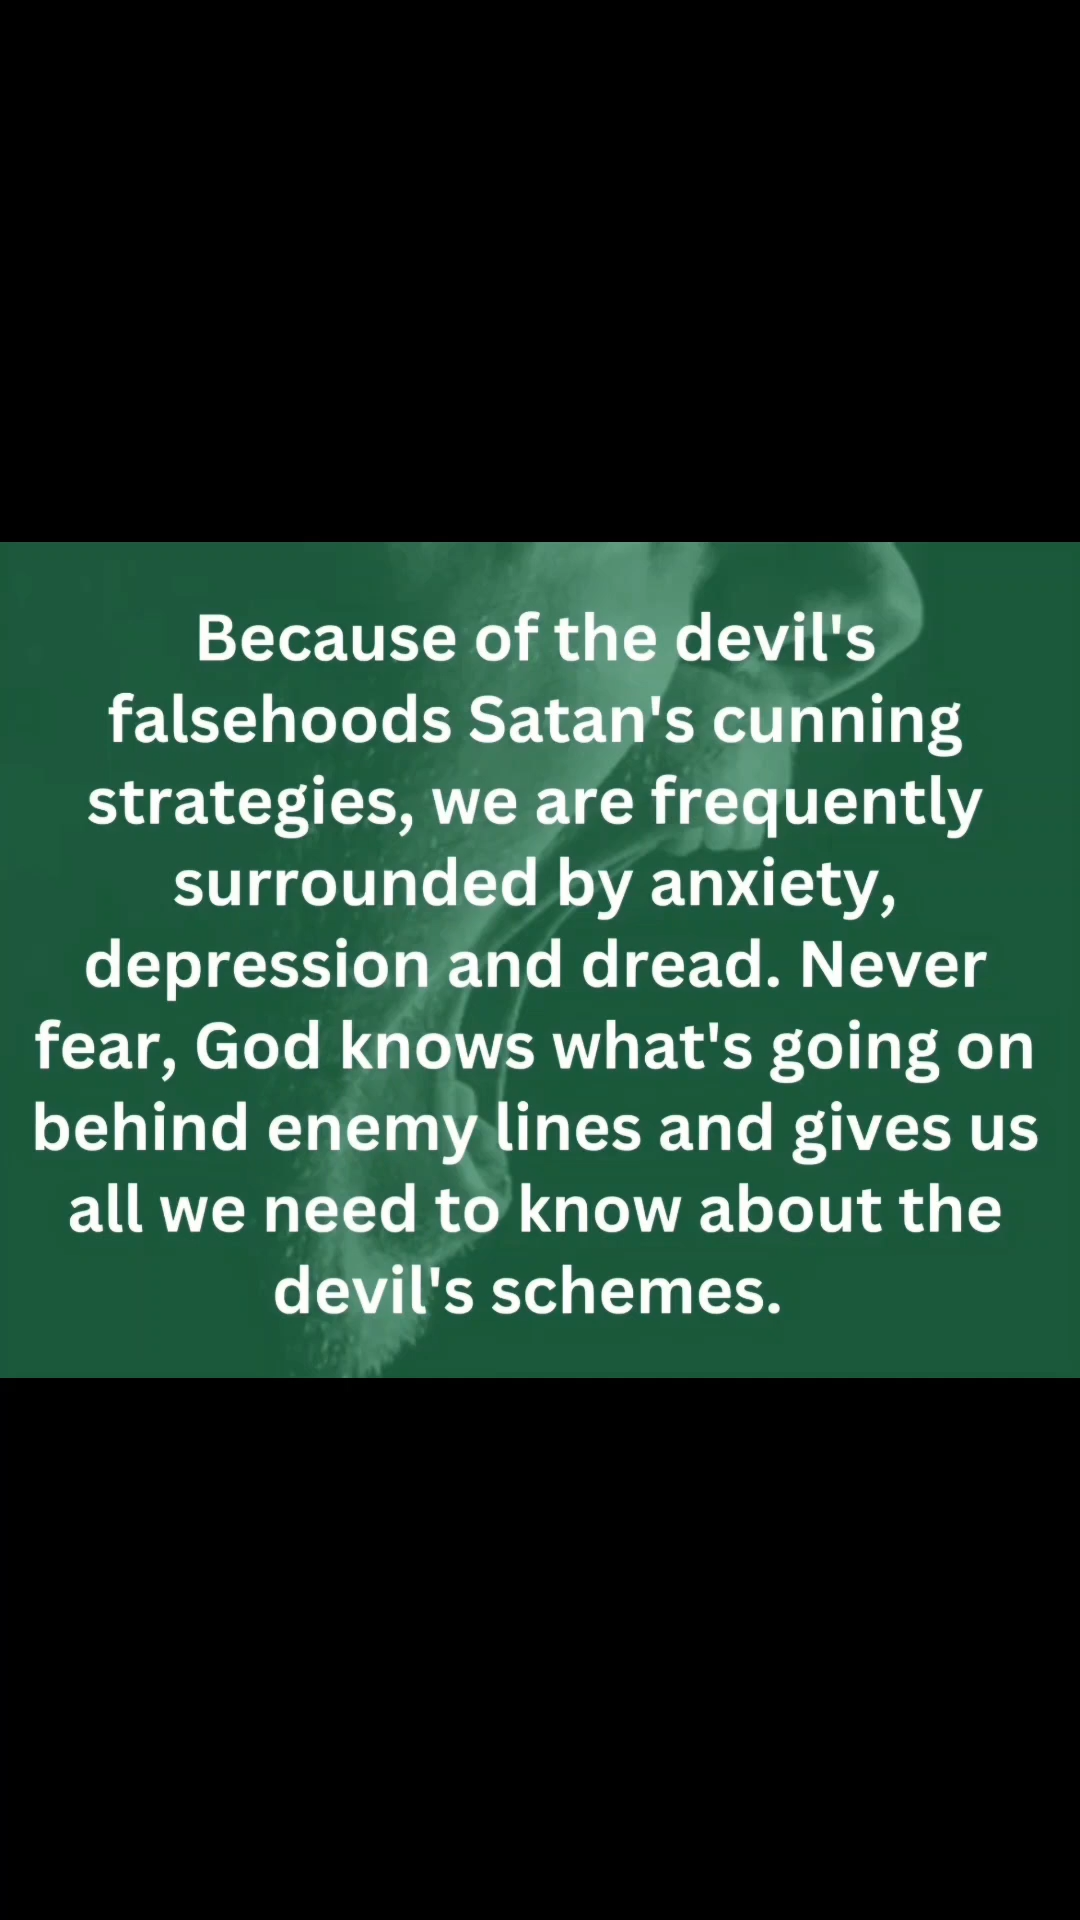 Because of the devil's
falsehoods Satan's cunning
strategies, we are frequently
surrounded by anxiety,
depression and dread. Never
fear, God knows what's going on
behind enemy lines and gives us
all we need to know about the
devil's schemes.